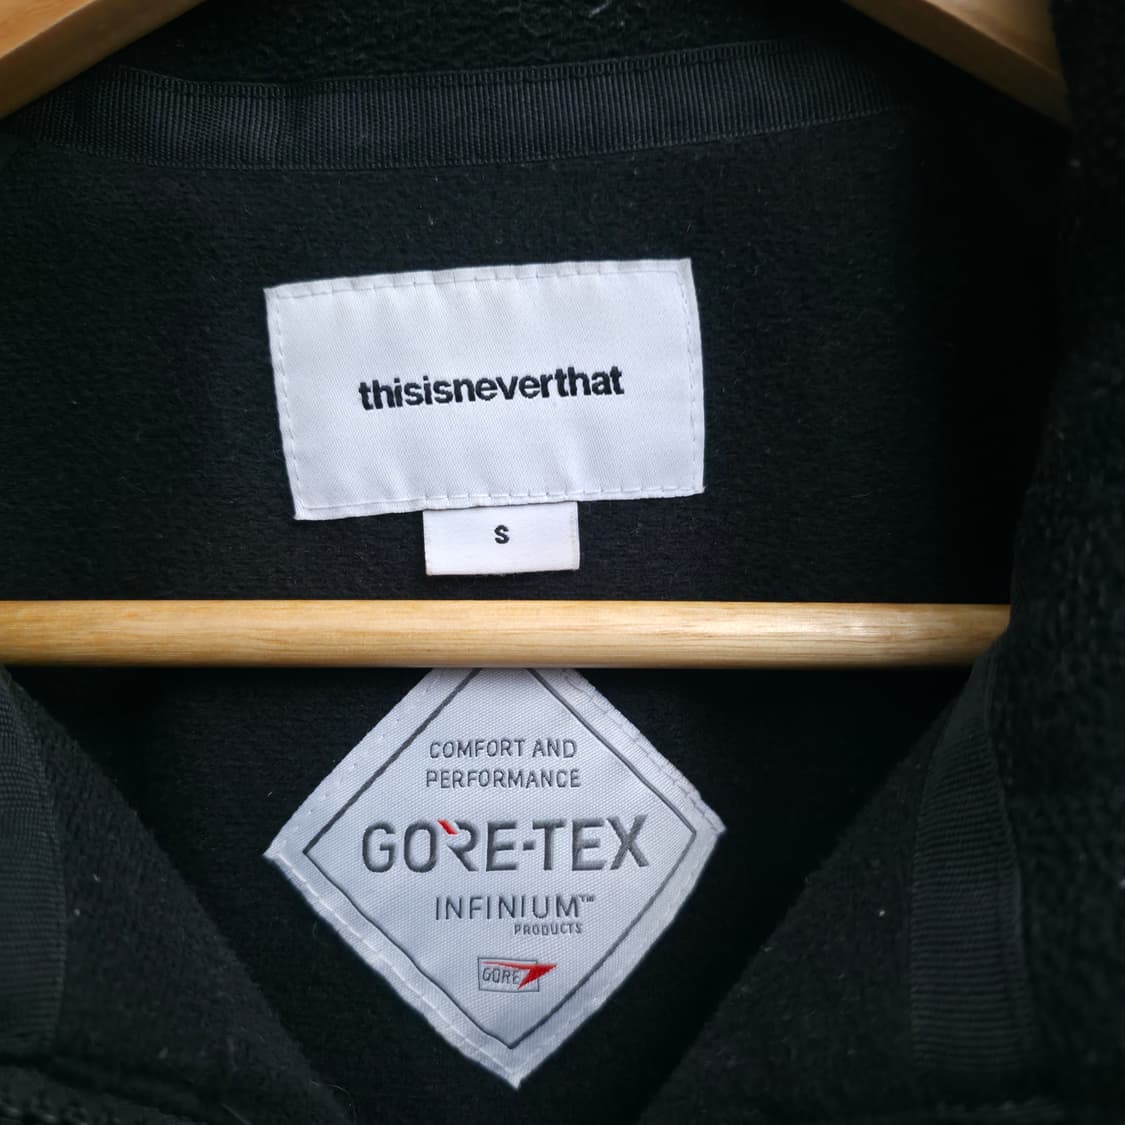 thisisneverthat
S
COMFORT AND
PERFORMANCE
GORE-TEX
INFINIUM™
PRODUCTS
GORE